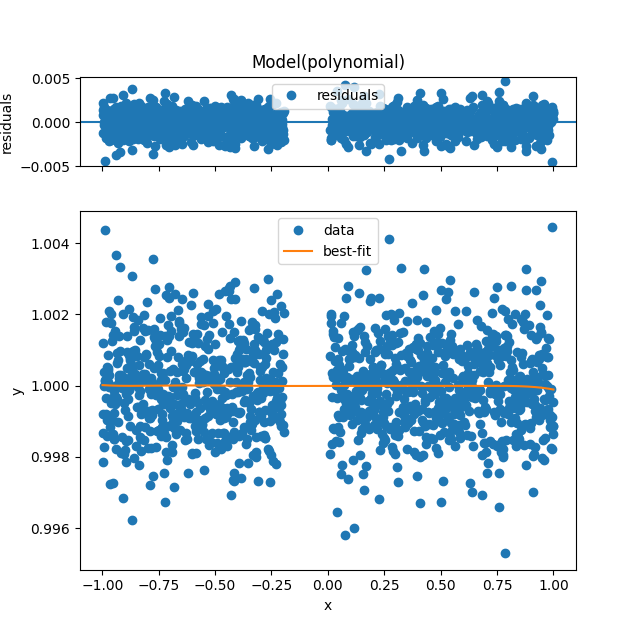 Model(polynomial)
0.005
0.000
−0.005
residuals
residuals
data
best-fit
1.004
1.002
1.000
0.998
0.996
y
−1.00 −0.75 −0.50 −0.25 0.00 0.25 0.50 0.75 1.00
x